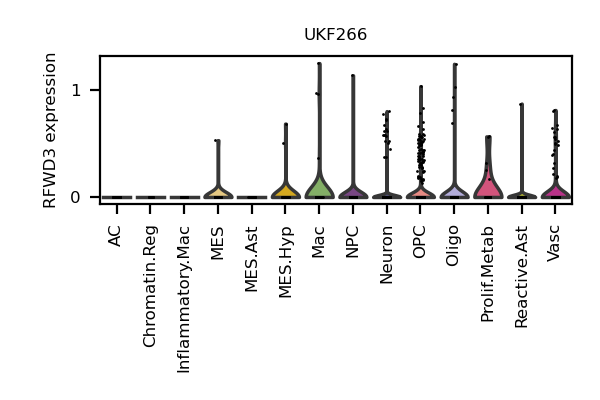 UKF266
RFWD3 expression
1
0
AC
Chromatin.Reg
Inflammatory.Mac
MES
MES.Ast
MES.Hyp
Mac
NPC
Neuron
OPC
Oligo
Prolif.Metab
Reactive.Ast
Vasc